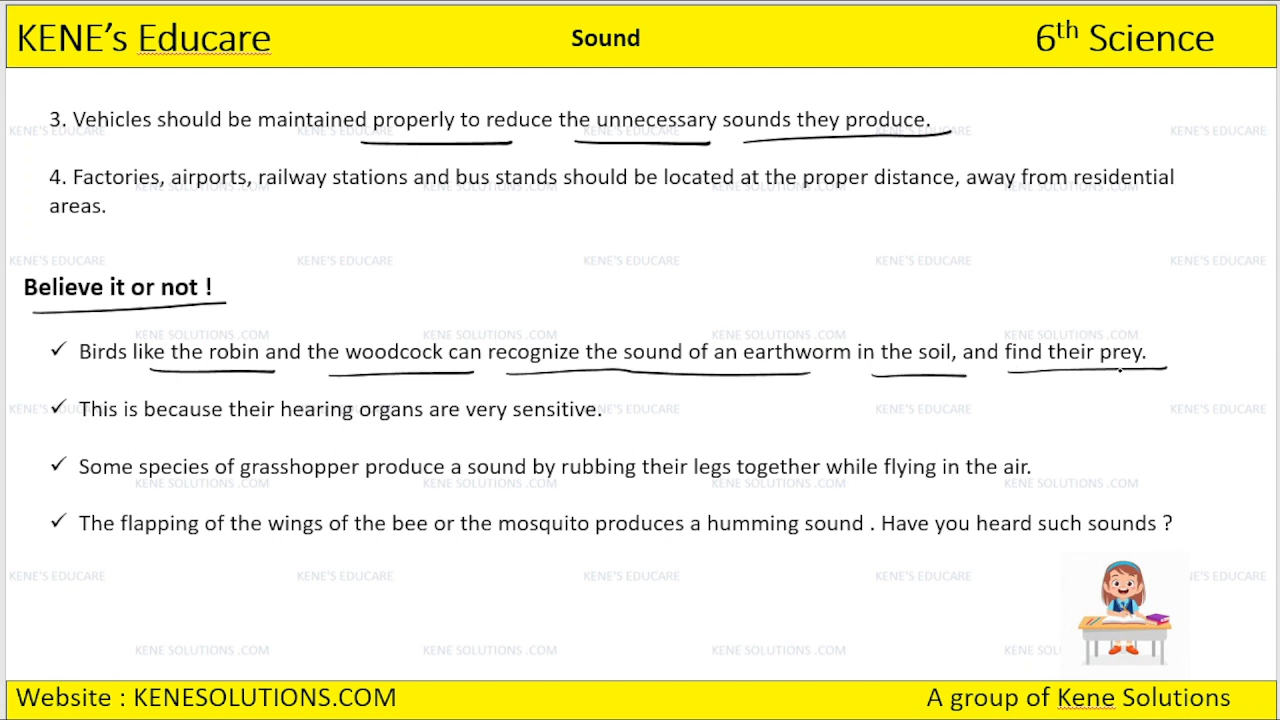 KENE's Educare
Sound
6th Science
3. Vehicles should be maintained properly to reduce the unnecessary sounds they produce.
4. Factories, airports, railway stations and bus stands should be located at the proper distance, away from residential
areas.
Believe it or not !
✓ Birds like the robin and the woodcock can recognize the sound of an earthworm in the soil, and find their prey.
✓ This is because their hearing organs are very sensitive.
✓ Some species of grasshopper produce a sound by rubbing their legs together while flying in the air.
✓ The flapping of the wings of the bee or the mosquito produces a humming sound . Have you heard such sounds ?
Website : KENESOLUTIONS.COM
A group of Kene Solutions
KENE'S EDUCARE
KENE SOLUTIONS .COM